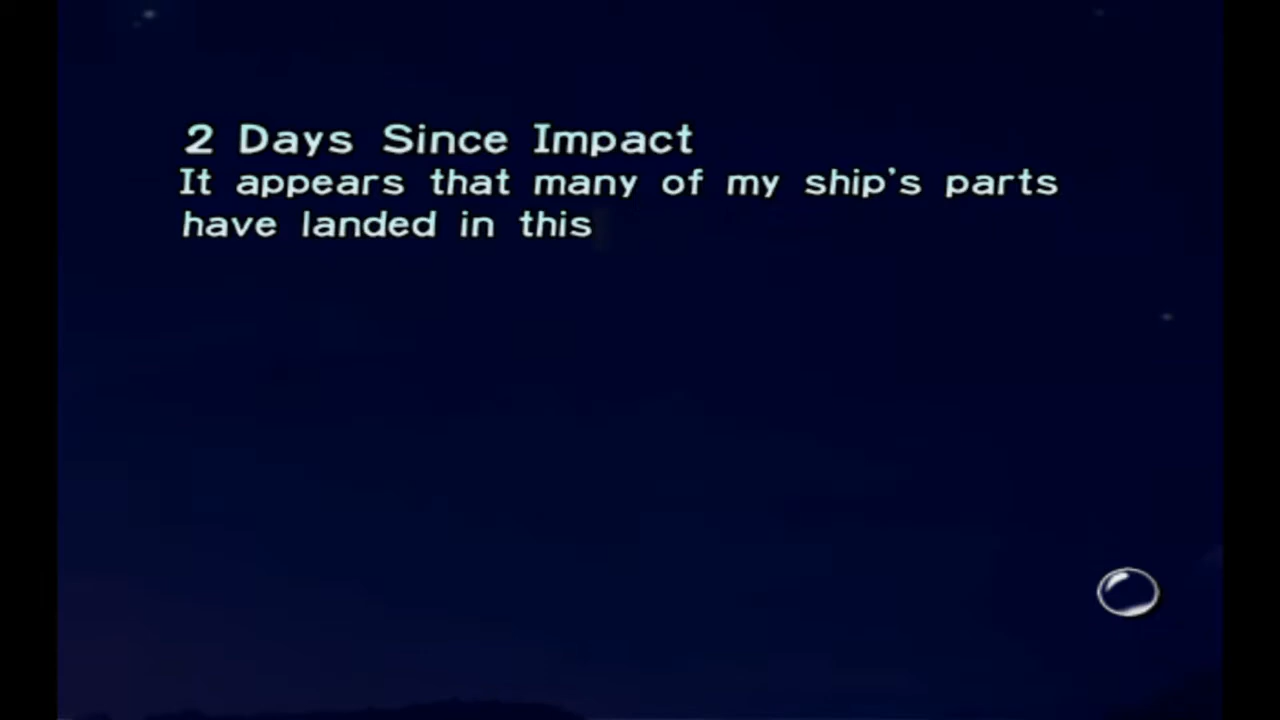 2 Days Since Impact
It appears that many of my ship's parts
have landed in this